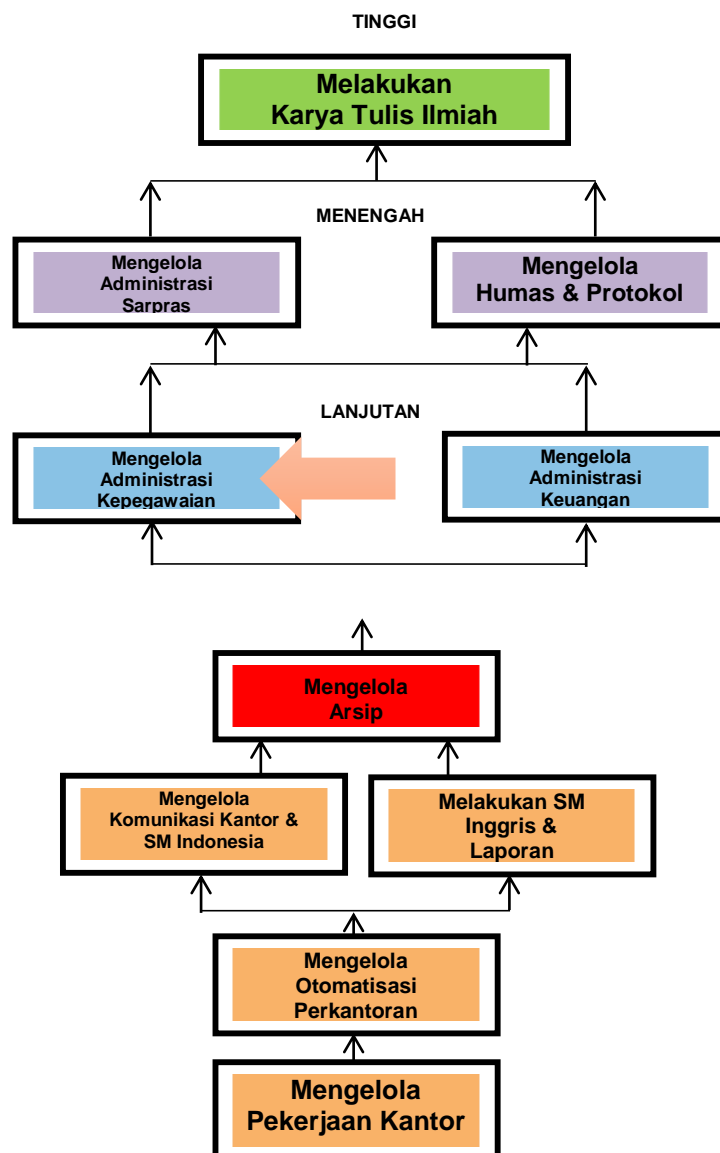 TINGGI
Melakukan
Karya Tulis Ilmiah
MENENGAH
Mengelola
Administrasi
Sarpras
Mengelola
Humas & Protokol
LANJUTAN
Mengelola
Administrasi
Kepegawaian
Mengelola
Administrasi
Keuangan
Mengelola
Arsip
Mengelola
Komunikasi Kantor &
SM Indonesia
Melakukan SM
Inggris &
Laporan
Mengelola
Otomatisasi
Perkantoran
Mengelola
Pekerjaan Kantor